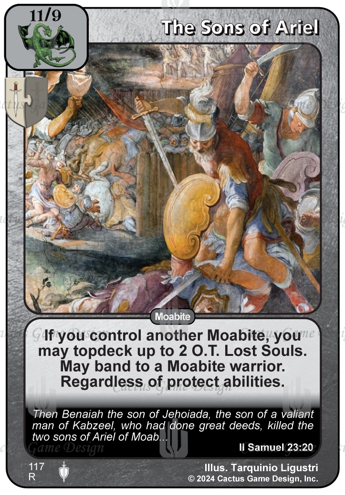 11/9
The Sons of Ariel
Moabite
If you control another Moabite, you
may topdeck up to 2 O.T. Lost Souls.
May band to a Moabite warrior.
Regardless of protect abilities.
Then Benaiah the son of Jehoiada, the son of a valiant
man of Kabzeel, who had done great deeds, killed the
two sons of Ariel of Moab...
II Samuel 23:20
117
R
Illus. Tarquinio Ligustri
© 2024 Cactus Game Design, Inc.